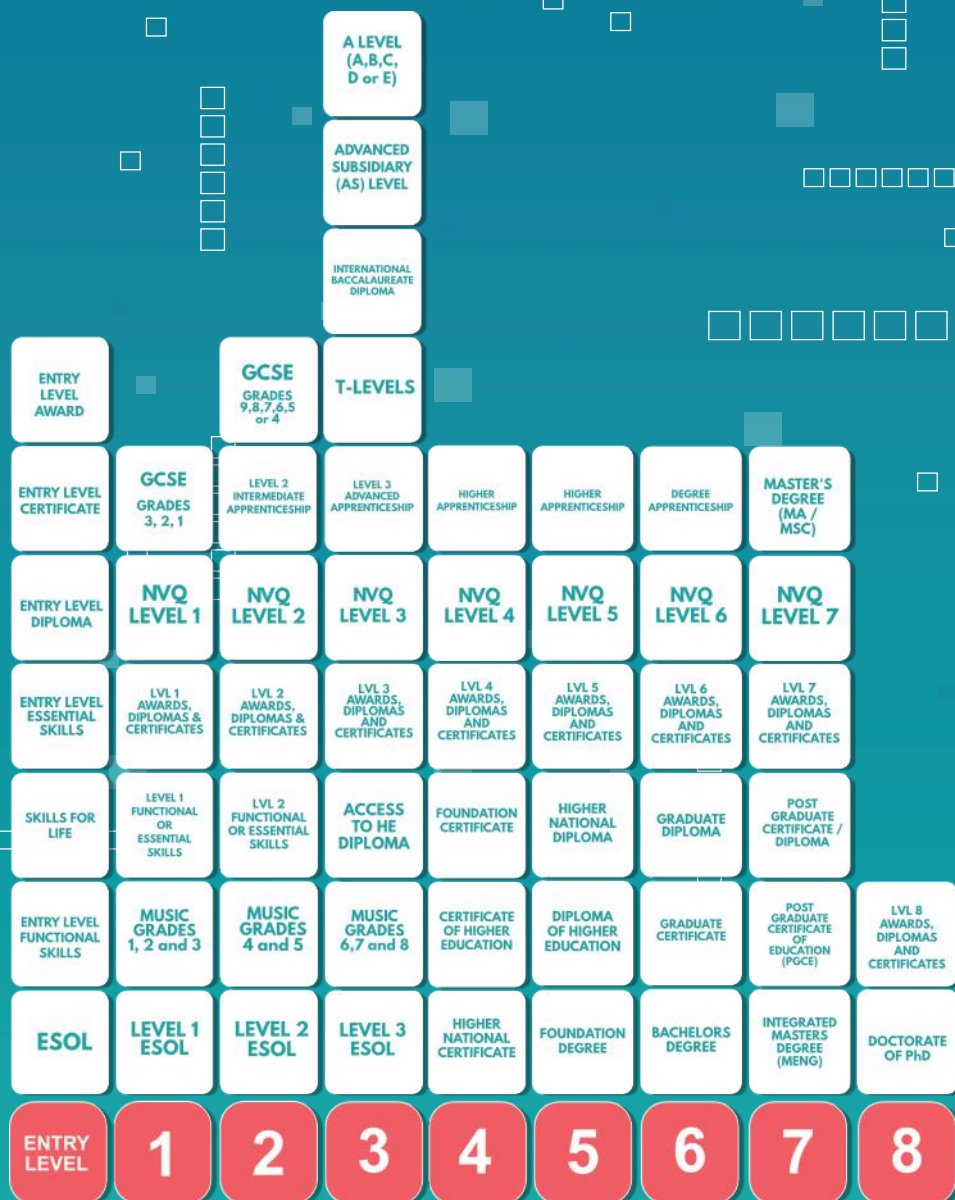 A LEVEL
(A,B,C,
D or E)
ADVANCED
SUBSIDIARY
(AS) LEVEL
INTERNATIONAL
BACCALAUREATE
DIPLOMA
ENTRY
LEVEL
AWARD
GCSE
GRADES
9,8,7,6,5
or 4
T-LEVELS
ENTRY LEVEL
CERTIFICATE
GCSE
GRADES
3, 2, 1
LEVEL 2
INTERMEDIATE
APPRENTICESHIP
LEVEL 3
ADVANCED
APPRENTICESHIP
HIGHER
APPRENTICESHIP
HIGHER
APPRENTICESHIP
DEGREE
APPRENTICESHIP
MASTER'S
DEGREE
(MA /
MSC)
ENTRY LEVEL
DIPLOMA
NVQ
LEVEL 1
NVQ
LEVEL 2
NVQ
LEVEL 3
NVQ
LEVEL 4
NVQ
LEVEL 5
NVQ
LEVEL 6
NVQ
LEVEL 7
ENTRY LEVEL
ESSENTIAL
SKILLS
LVL 1
AWARDS,
DIPLOMAS &
CERTIFICATES
LVL 2
AWARDS,
DIPLOMAS &
CERTIFICATES
LVL 3
AWARDS,
DIPLOMAS
AND
CERTIFICATES
LVL 4
AWARDS,
DIPLOMAS
AND
CERTIFICATES
LVL 5
AWARDS,
DIPLOMAS
AND
CERTIFICATES
LVL 6
AWARDS,
DIPLOMAS
AND
CERTIFICATES
LVL 7
AWARDS,
DIPLOMAS
AND
CERTIFICATES
SKILLS FOR
LIFE
LEVEL 1
FUNCTIONAL
OR
ESSENTIAL
SKILLS
LVL 2
FUNCTIONAL
OR ESSENTIAL
SKILLS
ACCESS
TO HE
DIPLOMA
FOUNDATION
CERTIFICATE
HIGHER
NATIONAL
DIPLOMA
GRADUATE
DIPLOMA
POST
GRADUATE
CERTIFICATE /
DIPLOMA
ENTRY LEVEL
FUNCTIONAL
SKILLS
MUSIC
GRADES
1, 2 and 3
MUSIC
GRADES
4 and 5
MUSIC
GRADES
6,7 and 8
CERTIFICATE
OF HIGHER
EDUCATION
DIPLOMA
OF HIGHER
EDUCATION
GRADUATE
CERTIFICATE
POST
GRADUATE
CERTIFICATE
OF
EDUCATION
(PGCE)
LVL 8
AWARDS,
DIPLOMAS
AND
CERTIFICATES
ESOL
LEVEL 1
ESOL
LEVEL 2
ESOL
LEVEL 3
ESOL
HIGHER
NATIONAL
CERTIFICATE
FOUNDATION
DEGREE
BACHELORS
DEGREE
INTEGRATED
MASTERS
DEGREE
(MENG)
DOCTORATE
OF PhD
ENTRY
LEVEL
1
2
3
4
5
6
7
8